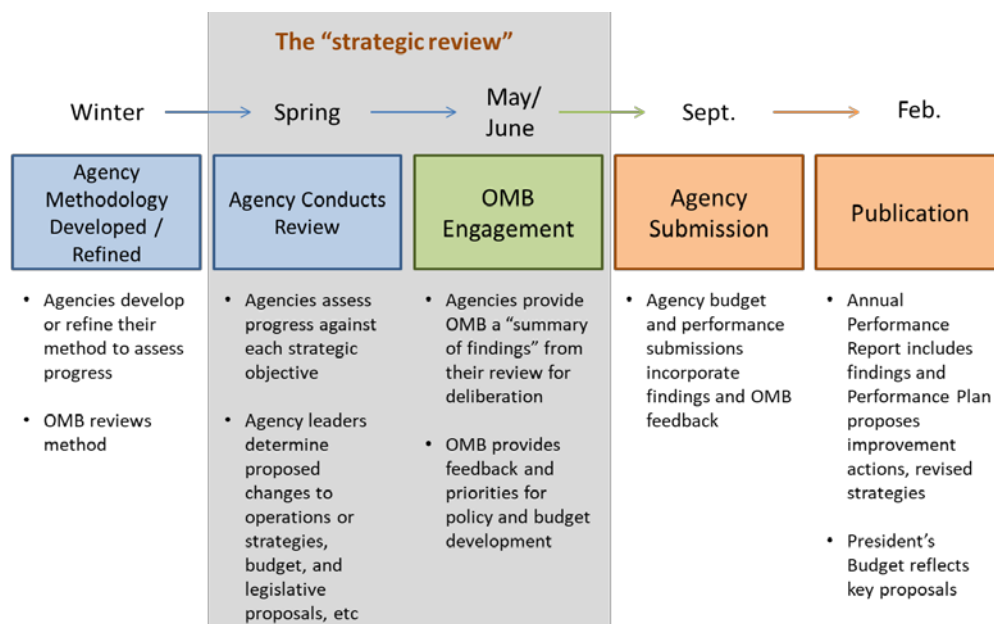 The “strategic review”
Winter
Spring
May/
June
Sept.
Feb.
Agency
Methodology
Developed /
Refined
Agency Conducts
Review
OMB
Engagement
Agency
Submission
Publication
• Agencies develop
or refine their
method to assess
progress
• OMB reviews
method
• Agencies assess
progress against
each strategic
objective
• Agency leaders
determine
proposed
changes to
operations or
strategies,
budget, and
legislative
proposals, etc
• Agencies provide
OMB a “summary
of findings” from
their review for
deliberation
• OMB provides
feedback and
priorities for
policy and budget
development
• Agency budget
and performance
submissions
incorporate
findings and OMB
feedback
• Annual
Performance
Report includes
findings and
Performance Plan
proposes
improvement
actions, revised
strategies
• President’s
Budget reflects
key proposals